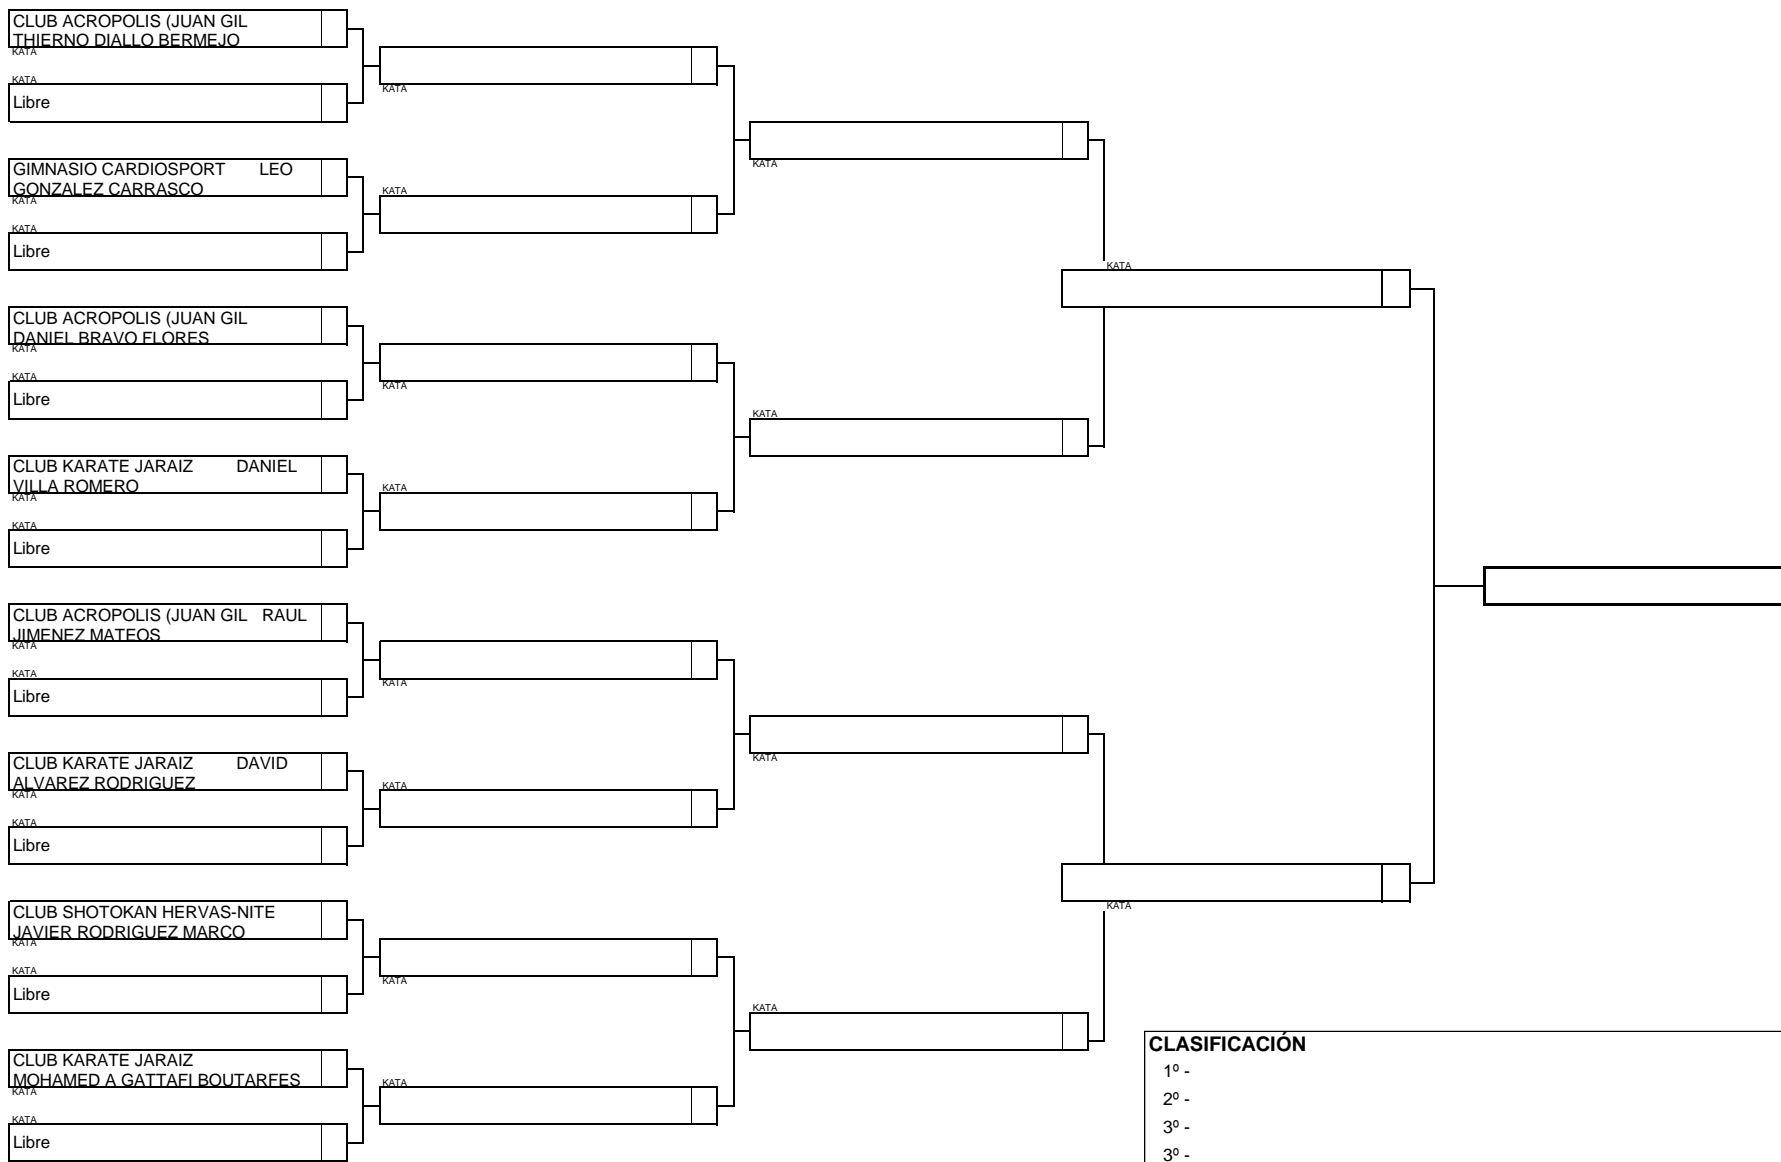 CLUB ACROPOLIS (JUAN GIL
THIERNO DIALLO BERMEJO
KATA
KATA
Libre
GIMNASIO CARDIOSPORT LEO
GONZALEZ CARRASCO
KATA
KATA
Libre
CLUB ACROPOLIS (JUAN GIL
DANIEL BRAVO FLORES
KATA
KATA
Libre
CLUB KARATE JARAIZ DANIEL
VILLA ROMERO
KATA
KATA
Libre
CLUB ACROPOLIS (JUAN GIL RAUL
JIMENEZ MATEOS
KATA
KATA
Libre
CLUB KARATE JARAIZ DAVID
ALVAREZ RODRIGUEZ
KATA
KATA
Libre
CLUB SHOTOKAN HERVAS-NITE
JAVIER RODRIGUEZ MARCO
KATA
KATA
Libre
CLUB KARATE JARAIZ
MOHAMED A GATTAFI BOUTARFES
KATA
KATA
Libre
KATA
KATA
KATA
KATA
KATA
KATA
KATA
KATA
KATA
KATA
KATA
KATA
KATA
KATA
CLASIFICACIÓN
1º -
2º -
3º -
3º -